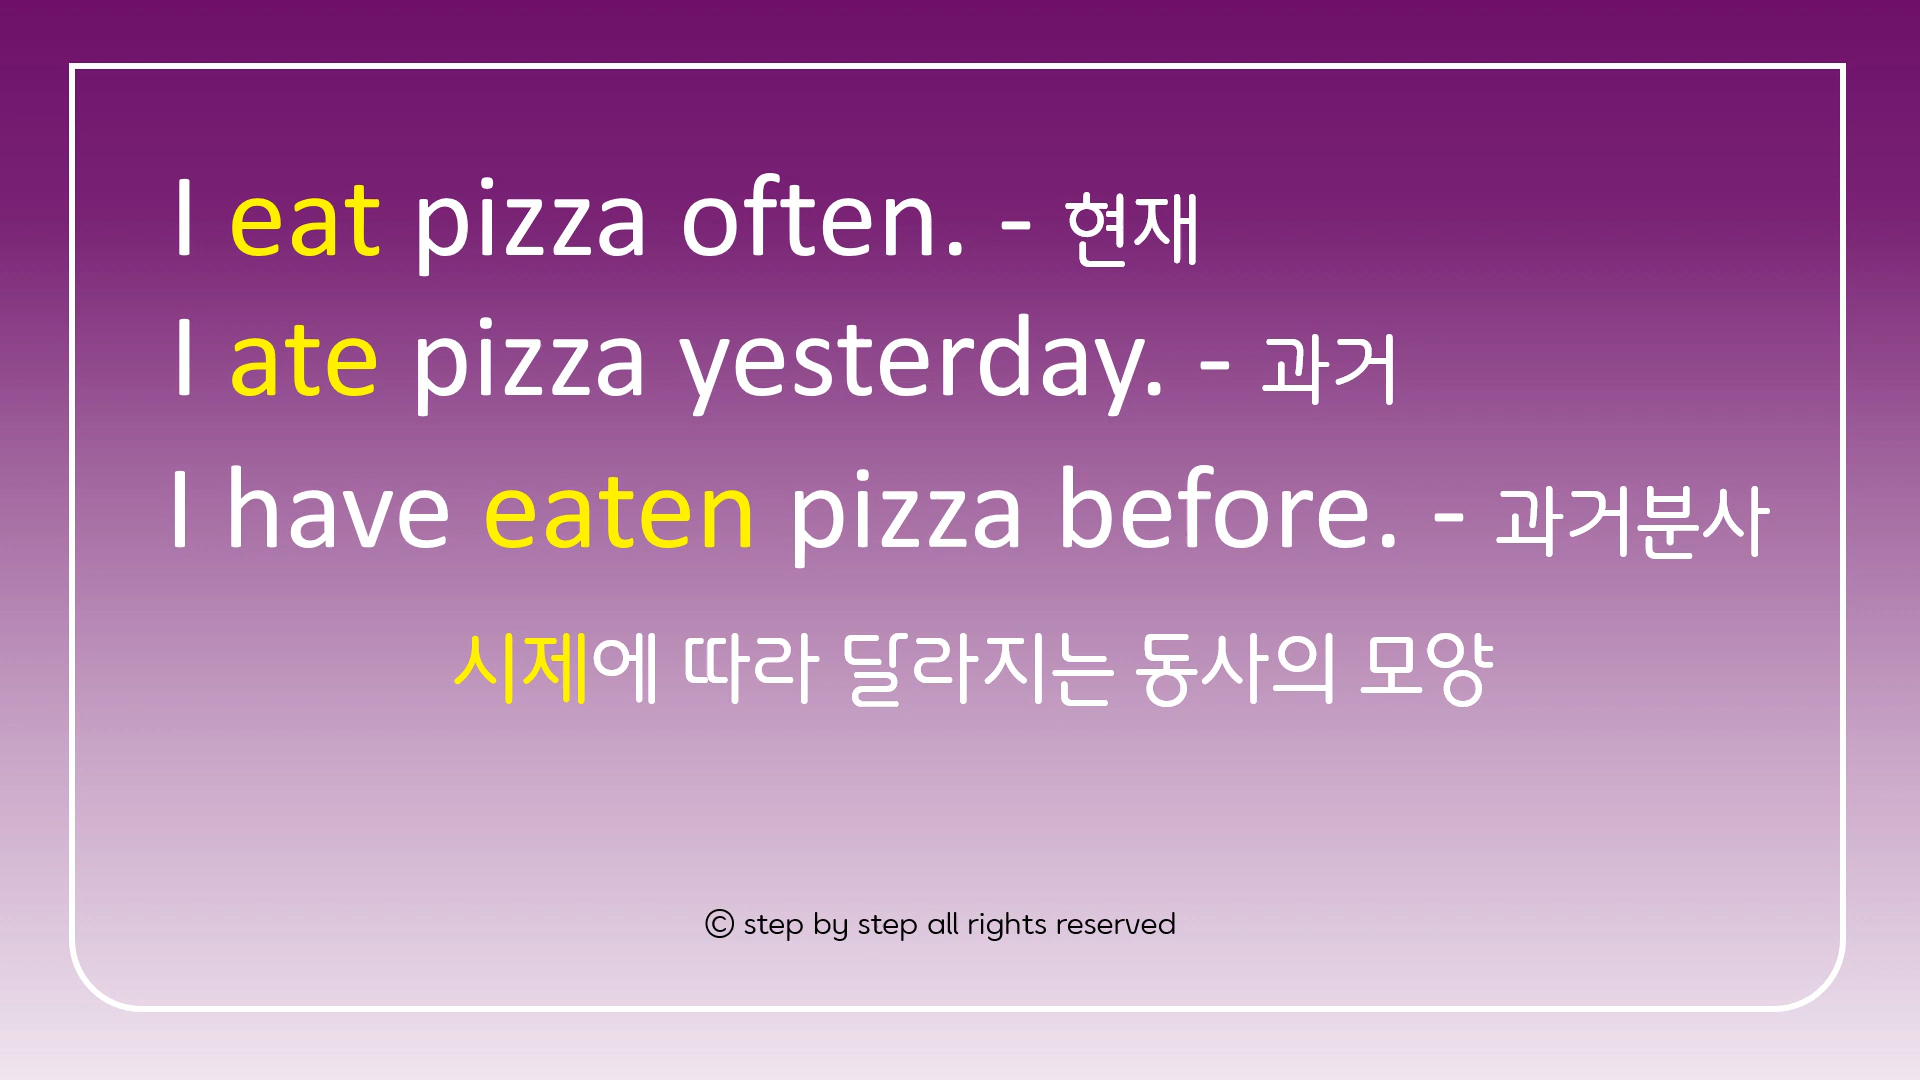 I eat pizza often. - 현재
I ate pizza yesterday. - 과거
I have eaten pizza before. - 과거분사
시제에 따라 달라지는 동사의 모양
© step by step all rights reserved